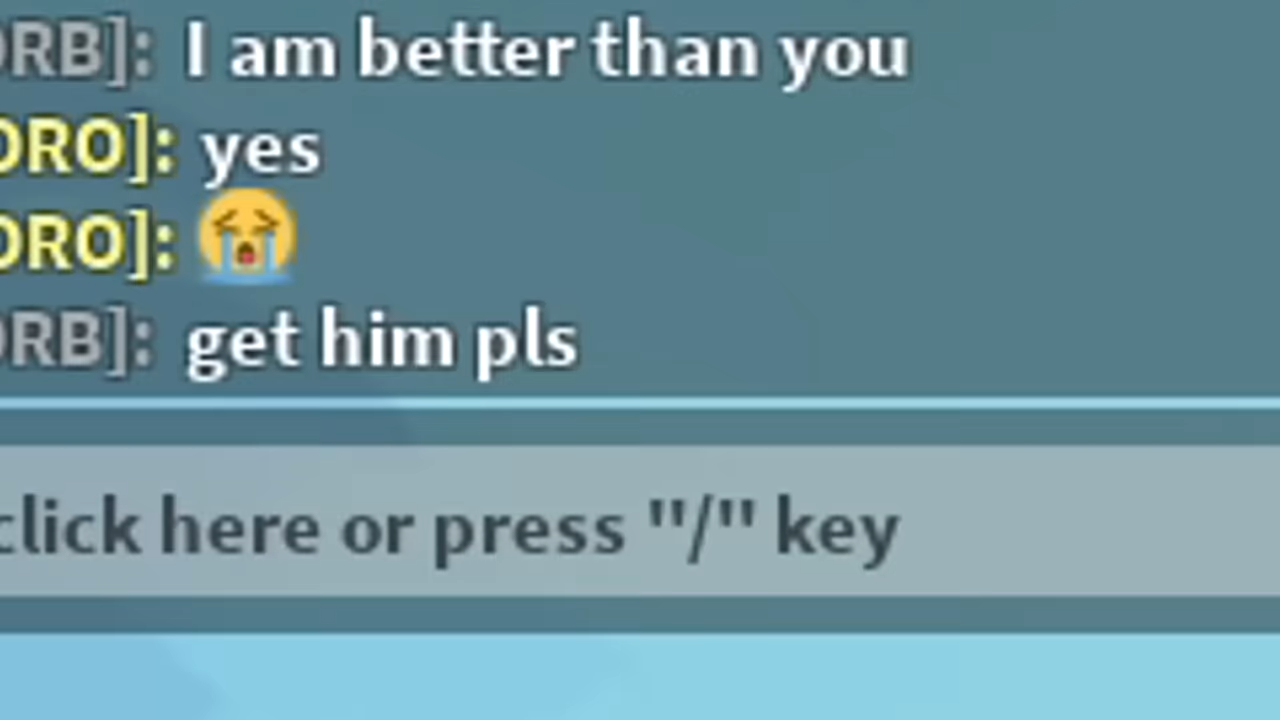 ORB]: I am better than you
ORO]: yes
ORO]: 😭
ORB]: get him pls
click here or press "/" key